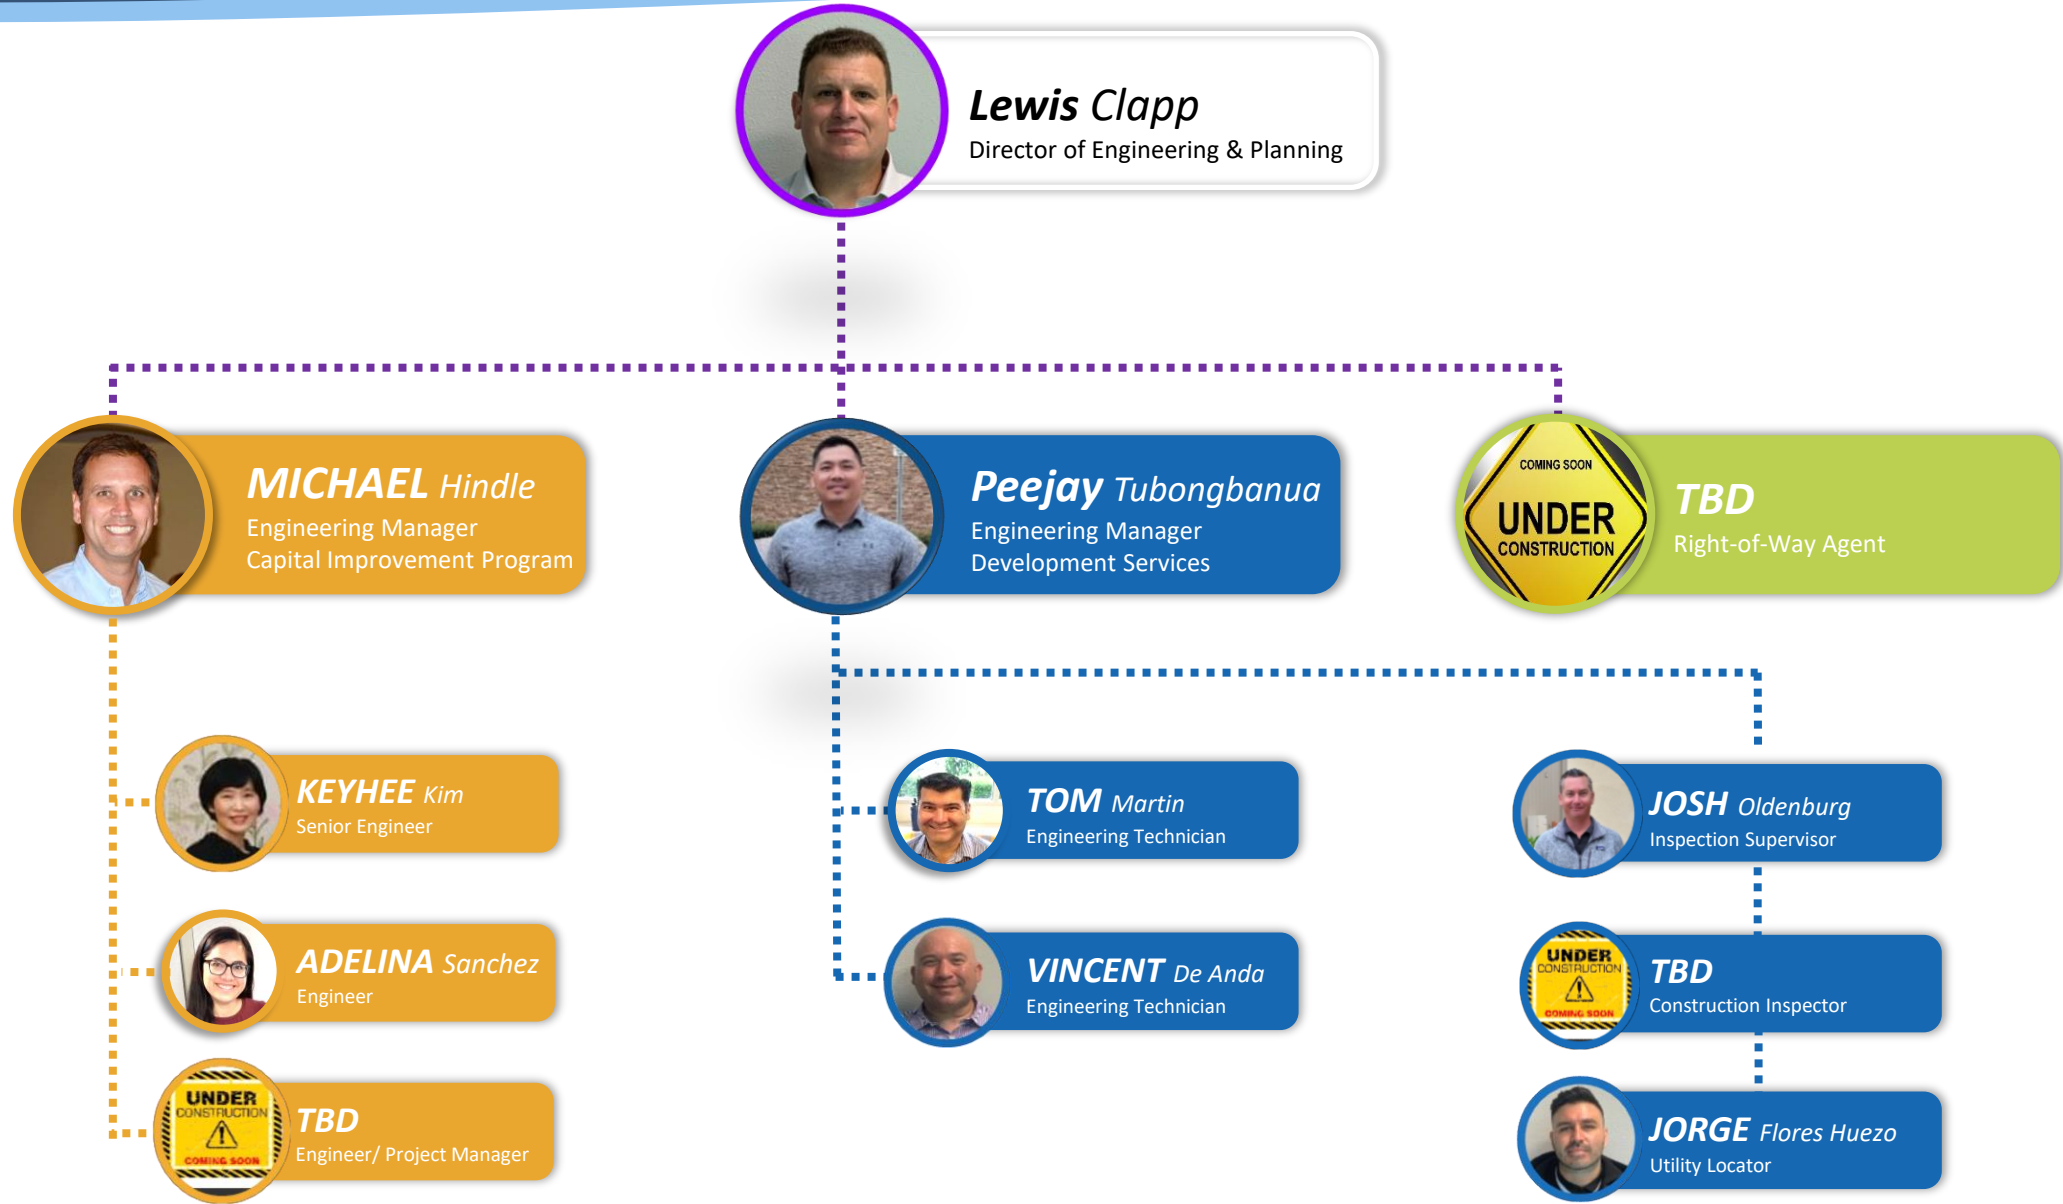 Lewis Clapp
Director of Engineering & Planning
MICHAEL Hindle
Engineering Manager
Capital Improvement Program
Peejay Tubongbanua
Engineering Manager
Development Services
COMING SOON
UNDER
CONSTRUCTION
TBD
Right-of-Way Agent
KEYHEE Kim
Senior Engineer
ADELINA Sanchez
Engineer
UNDER
CONSTRUCTION
COMING SOON
TBD
Engineer/ Project Manager
TOM Martin
Engineering Technician
VINCENT De Anda
Engineering Technician
JOSH Oldenburg
Inspection Supervisor
UNDER
CONSTRUCTION
COMING SOON
TBD
Construction Inspector
JORGE Flores Huezo
Utility Locator